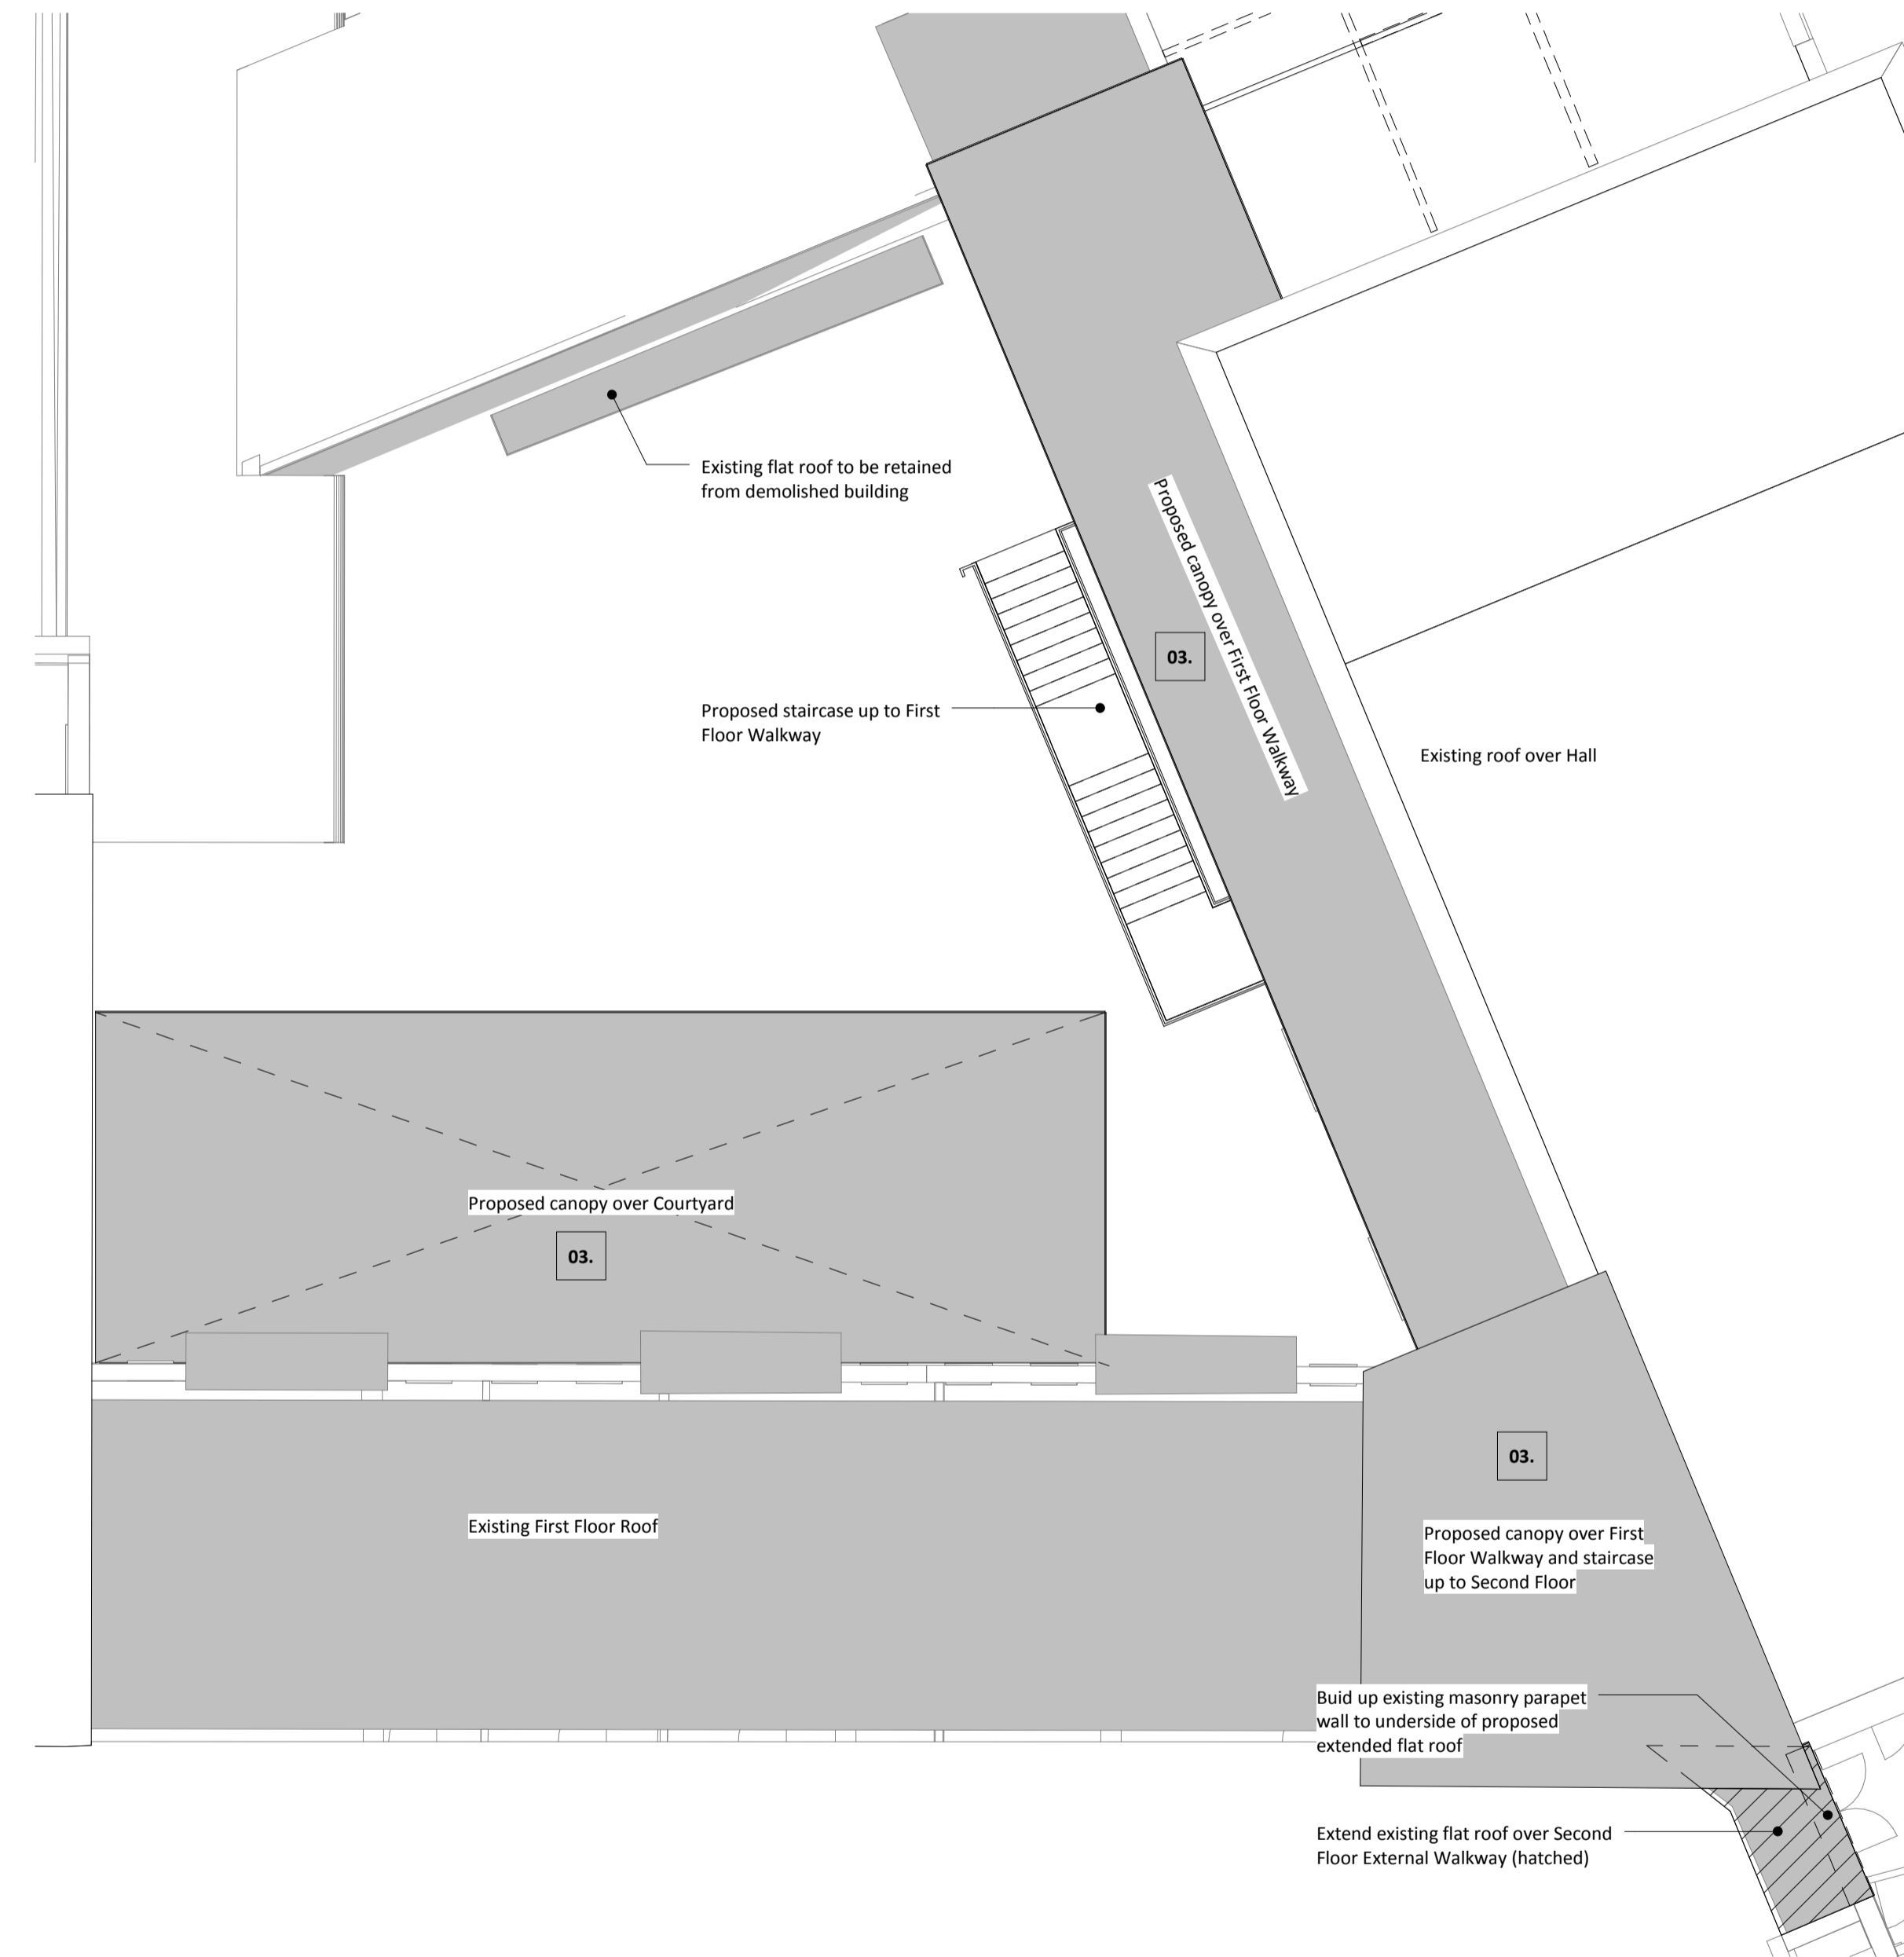 Existing flat roof to be retained
from demolished building
Proposed canopy over First Floor Walkway
03.
Proposed staircase up to First
Floor Walkway
Existing roof over Hall
Proposed canopy over Courtyard
03.
03.
Existing First Floor Roof
Proposed canopy over First
Floor Walkway and staircase
up to Second Floor
Buid up existing masonry parapet
wall to underside of proposed
extended flat roof
Extend existing flat roof over Second
Floor External Walkway (hatched)